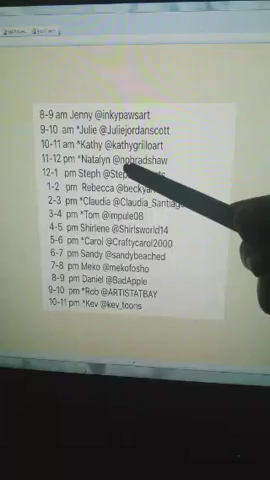 8-9 am Jenny @inkypawsart
9-10 am *Julie @Juliejordanscott
10-11 am *Kathy @kathygrilloart
11-12 pm *Natalyn
12-1 pm Steph
1-2 pm Rebecca
2-3 pm *Claudia @Claudia_Santiago
3-4 pm *Tom @impule08
4-5 pm Shirlene @Shirlsworld14
5-6 pm *Carol @Craftycarol2000
6-7 pm Sandy @sandybeached
7-8 pm Meko @mekofosho
8-9 pm Daniel @BadApple
9-10 pm *Rob @ARTISTATBAY
10-11 pm *Kev @kev_toons